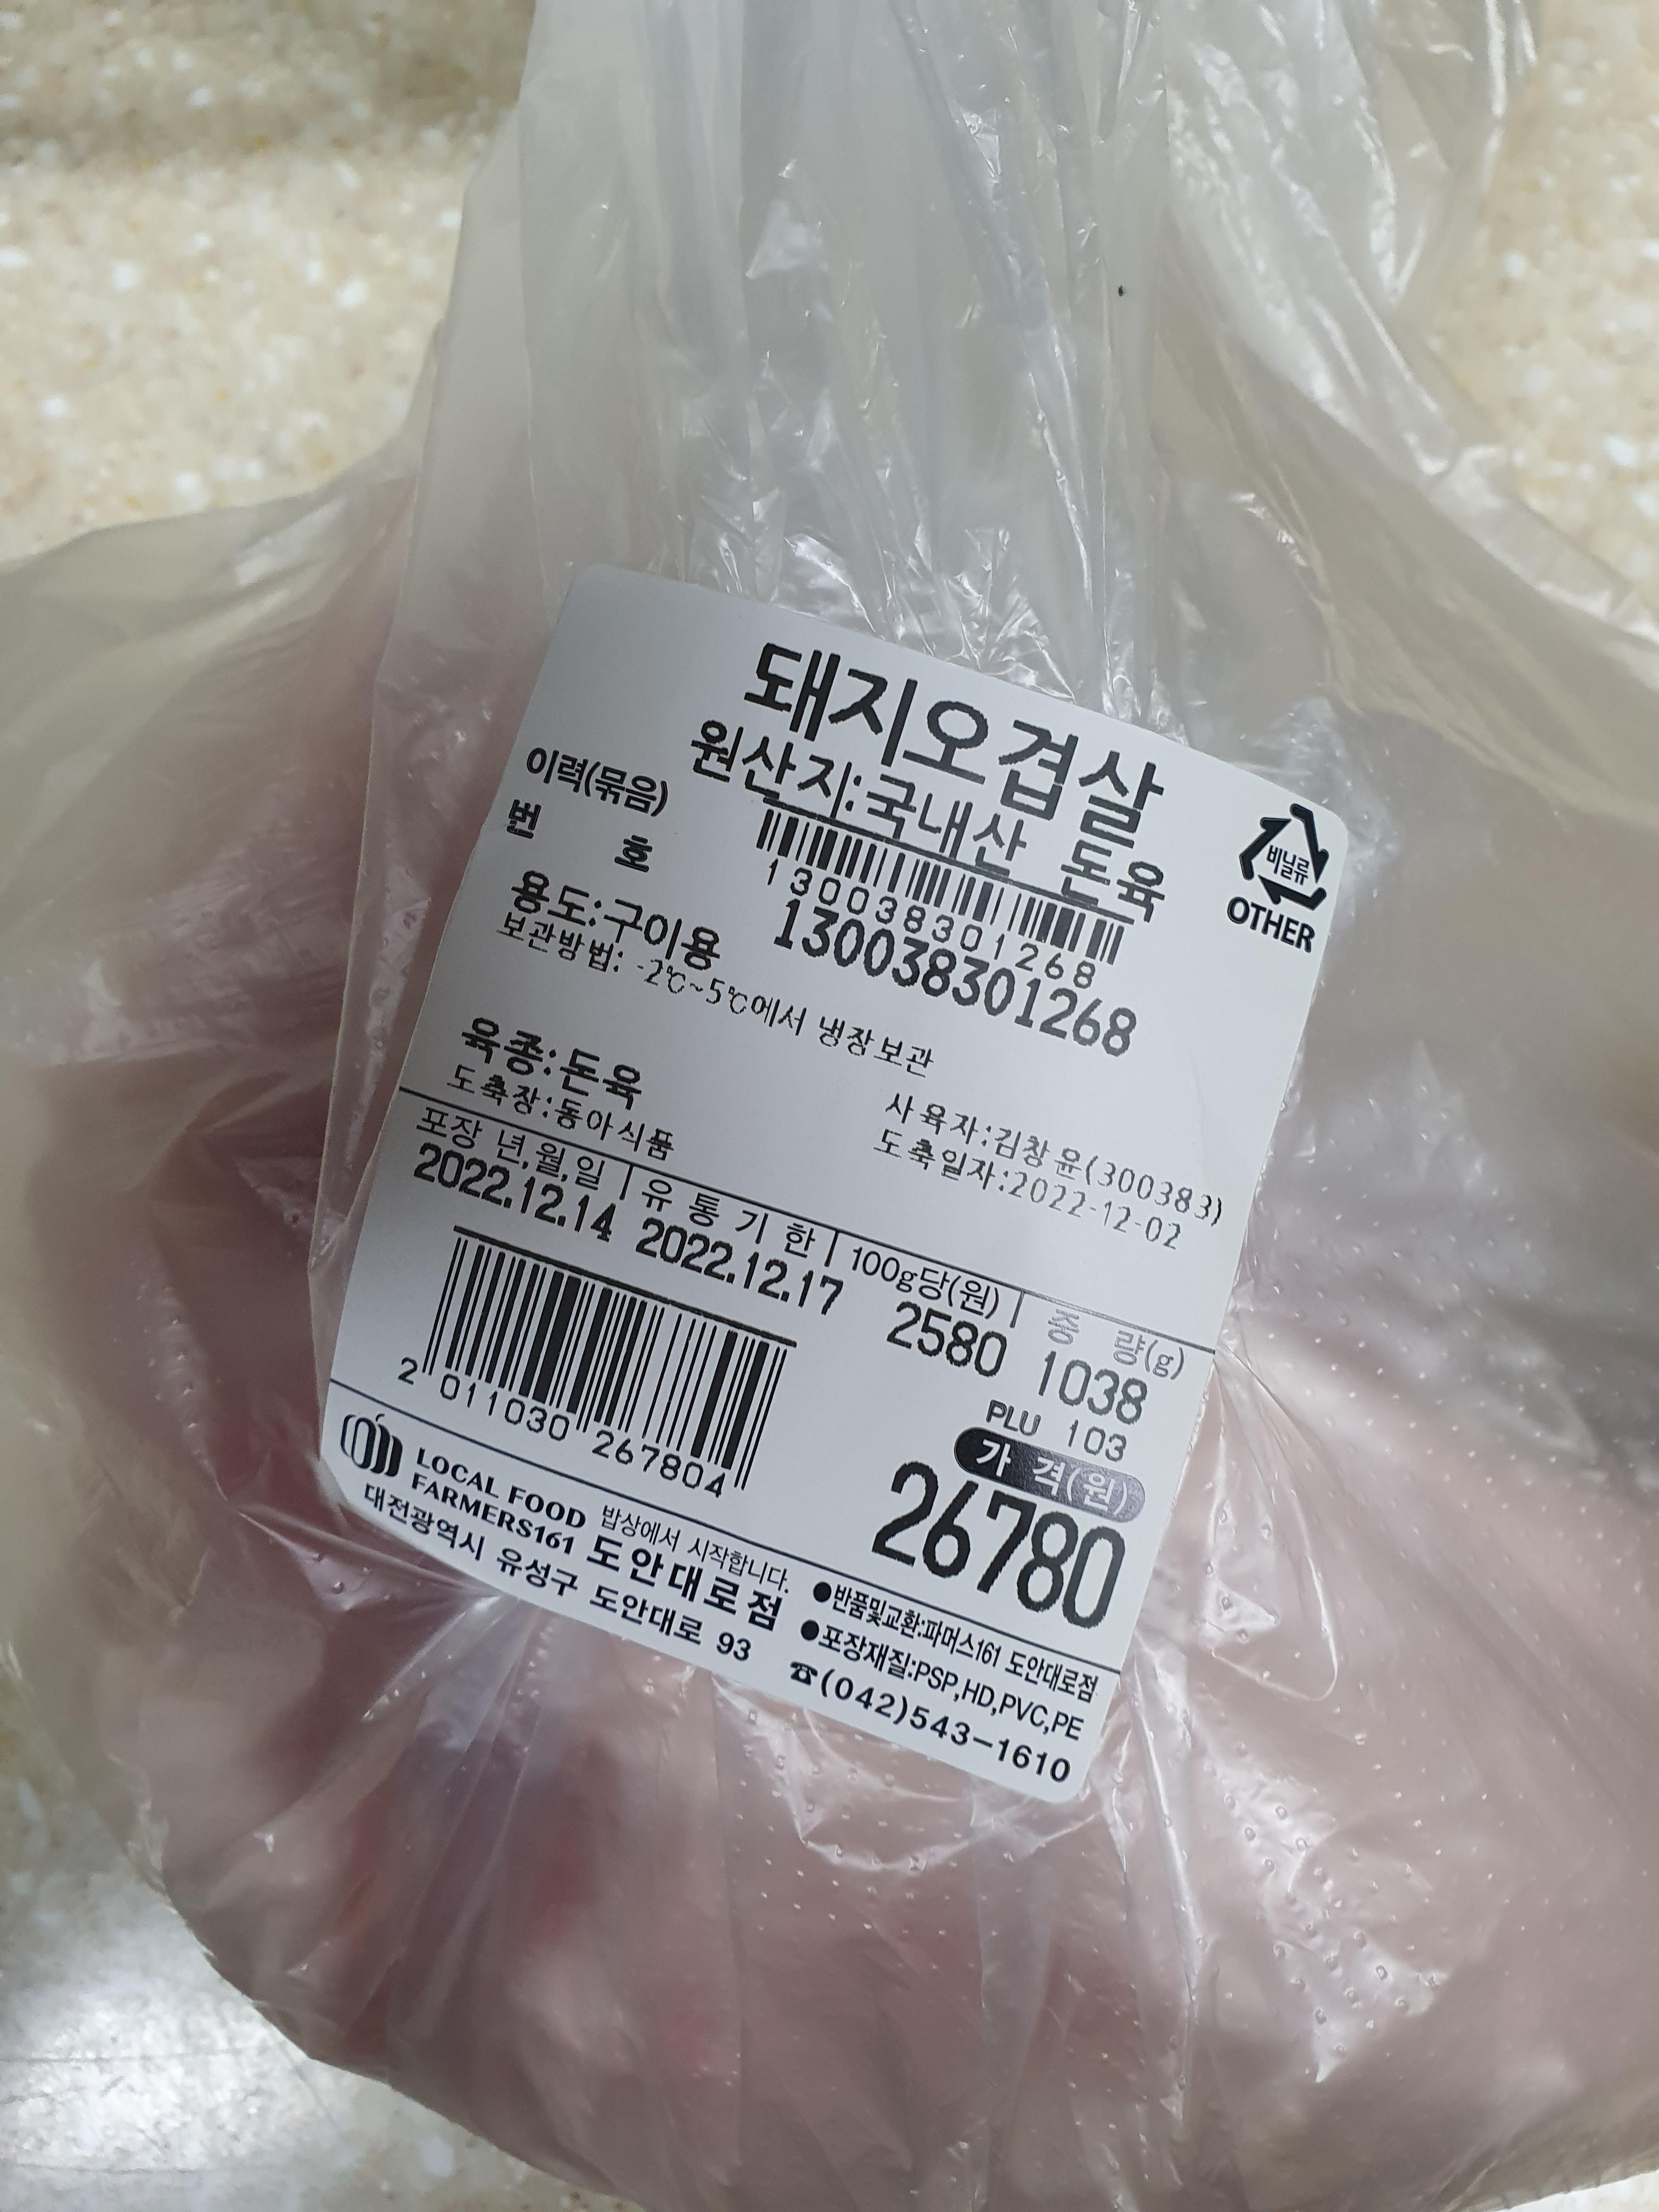 돼지오겹살
원산지:국내산 돈육
이력(묶음)
번 호
130038301268
130038301268
비닐류
OTHER
용도:구이용
보관방법: -2℃~5℃에서 냉장보관
육종:돈육
사육자:김창윤(300383)
도축장:동아식품
도축일자:2022-12-02
포장 년,월,일 | 유 통 기 한 | 100g당(원) | 중 량(g)
2022.12.14 2022.12.17 2580 1038
PLU 103
가 격(원)
26780
2 011030 267804
LOCAL FOOD 밥상에서 시작합니다.
FARMERS161 도안대로점
대전광역시 유성구 도안대로 93
●반품및교환:파머스161 도안대로점
●포장재질:PSP,HD,PVC,PE
☎(042)543-1610